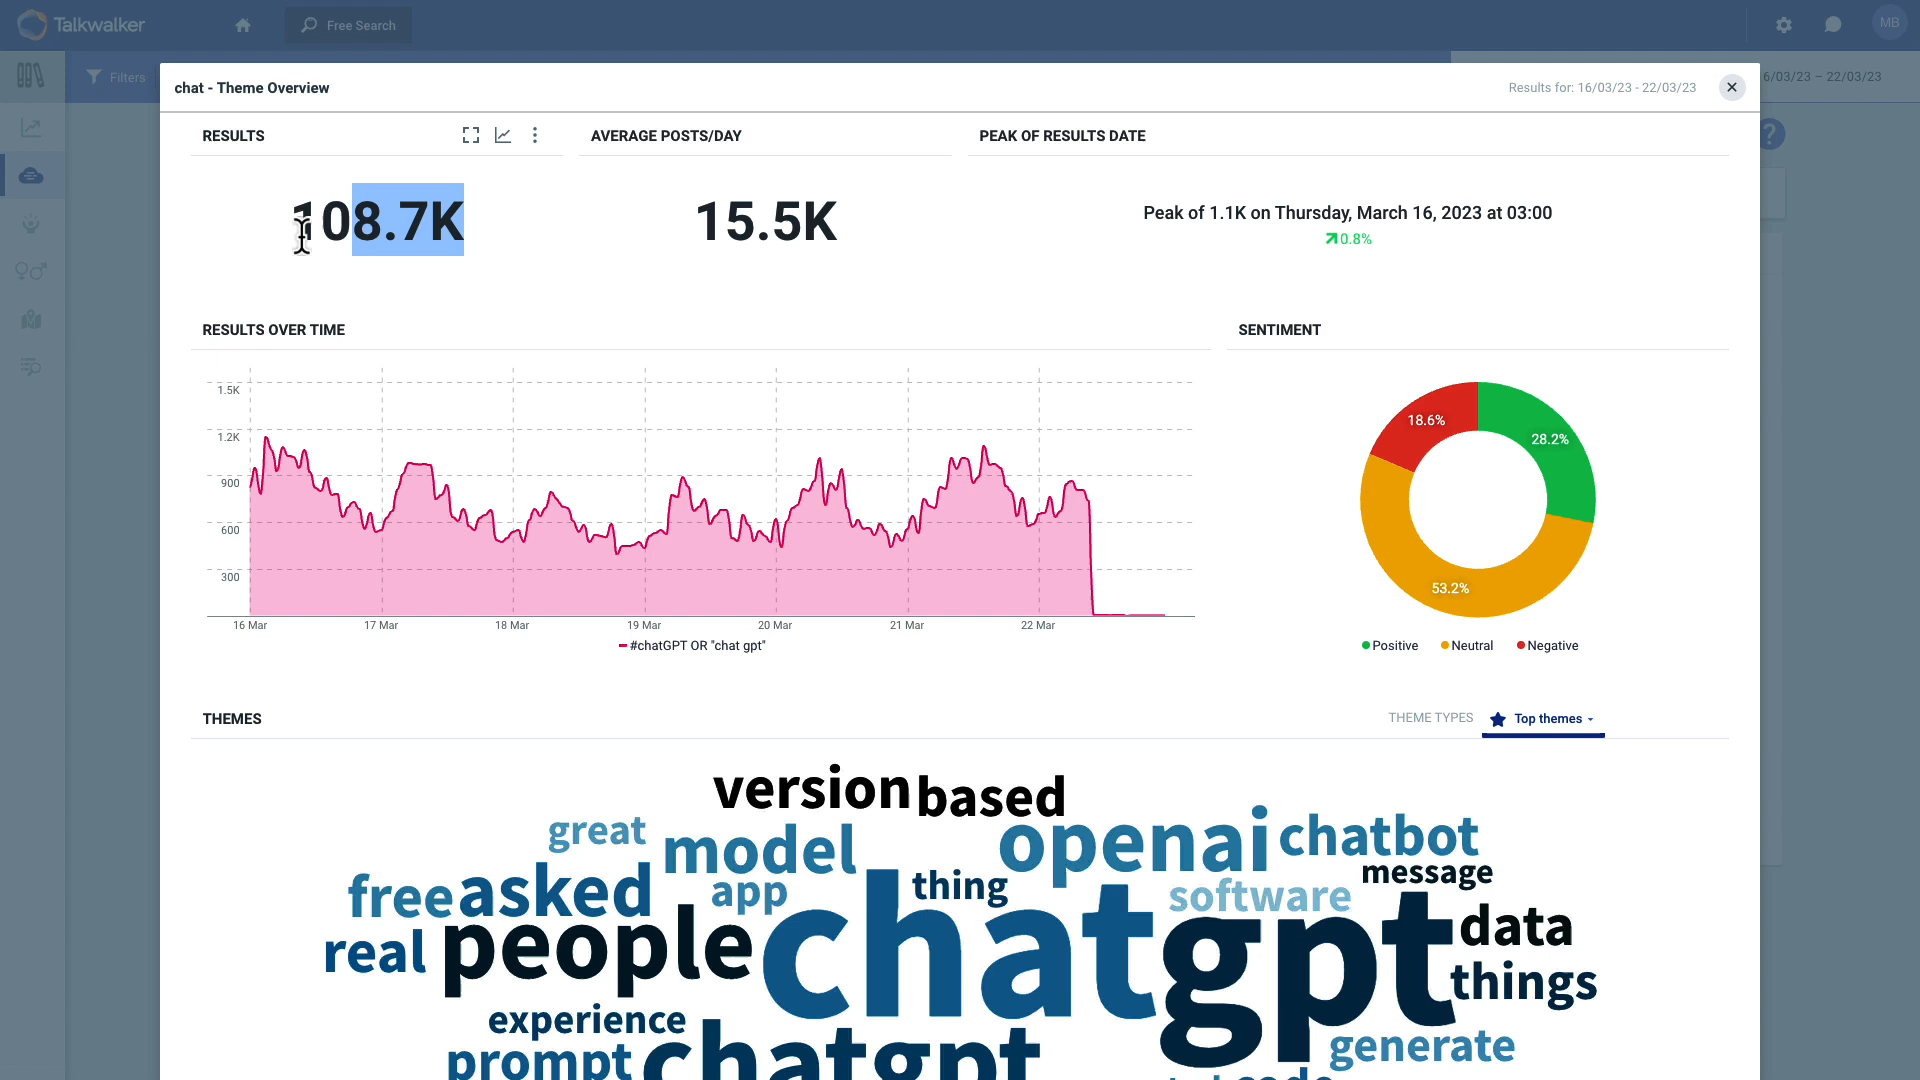 Talkwalker
Free Search
MB
Filters
6/03/23 – 22/03/23
chat - Theme Overview
Results for: 16/03/23 - 22/03/23
?
RESULTS
AVERAGE POSTS/DAY
PEAK OF RESULTS DATE
108.7K
15.5K
Peak of 1.1K on Thursday, March 16, 2023 at 03:00
0.8%
RESULTS OVER TIME
SENTIMENT
1.5K
1.2K
900
600
300
16 Mar
17 Mar
18 Mar
19 Mar
20 Mar
21 Mar
22 Mar
#chatGPT OR "chat gpt"
18.6%
28.2%
53.2%
Positive
Neutral
Negative
THEMES
THEME TYPES
Top themes
version based
great model openai chatbot
free asked app thing software message
real people chat gpt data
things
experience
prompt chatgpt generate
code